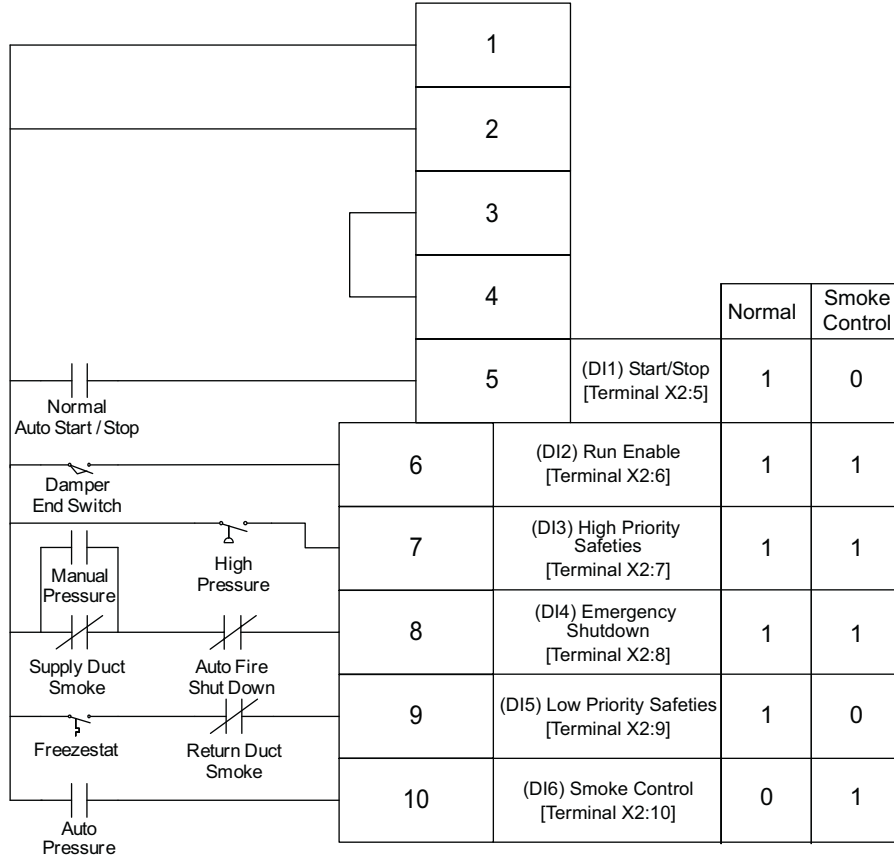 1
2
3
4
Normal
Smoke
Control
5
(DI1) Start/Stop
[Terminal X2:5]
1
0
Normal
Auto Start / Stop
6
(DI2) Run Enable
[Terminal X2:6]
1
1
Damper
End Switch
7
(DI3) High Priority
Safeties
[Terminal X2:7]
1
1
Manual
Pressure
High
Pressure
8
(DI4) Emergency
Shutdown
[Terminal X2:8]
1
1
Supply Duct
Smoke
Auto Fire
Shut Down
9
(DI5) Low Priority Safeties
[Terminal X2:9]
1
0
Freezestat
Return Duct
Smoke
10
(DI6) Smoke Control
[Terminal X2:10]
0
1
Auto
Pressure